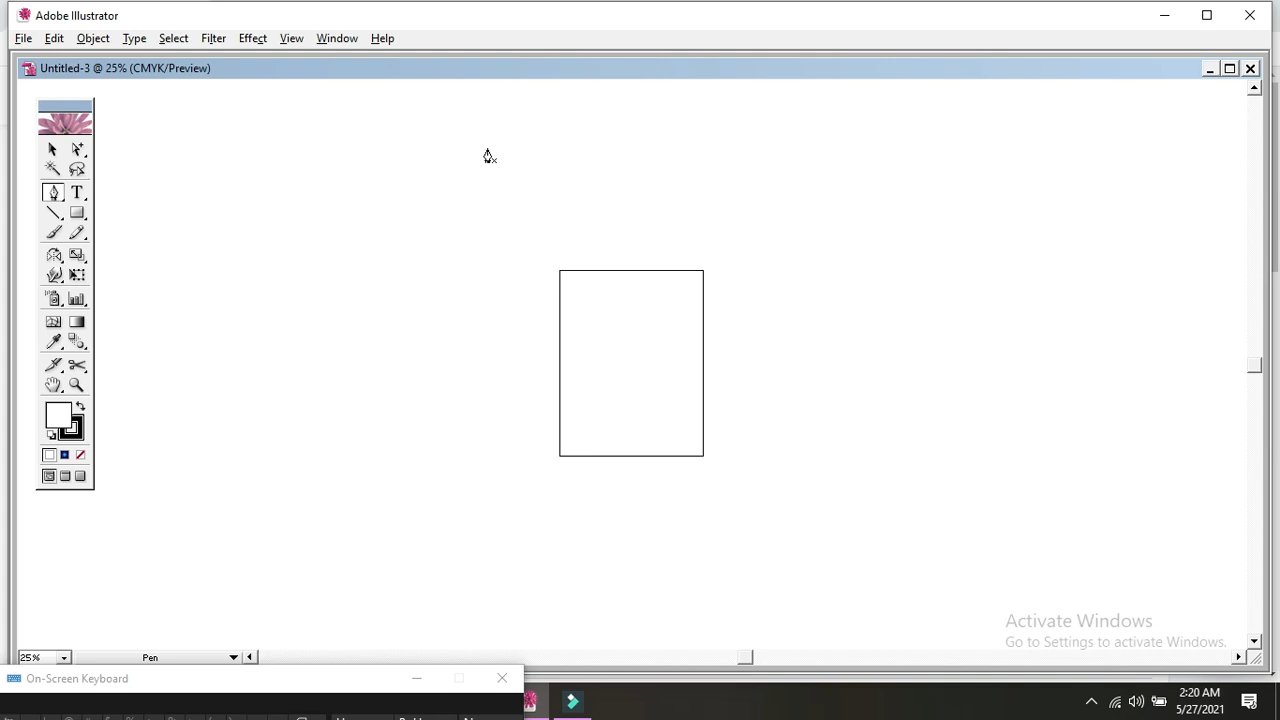 Adobe Illustrator
File Edit Object Type Select Filter Effect View Window Help
Untitled-3 @ 25% (CMYK/Preview)
T
Activate Windows
Go to Settings to activate Windows.
25% Pen
On-Screen Keyboard
2:20 AM
5/27/2021